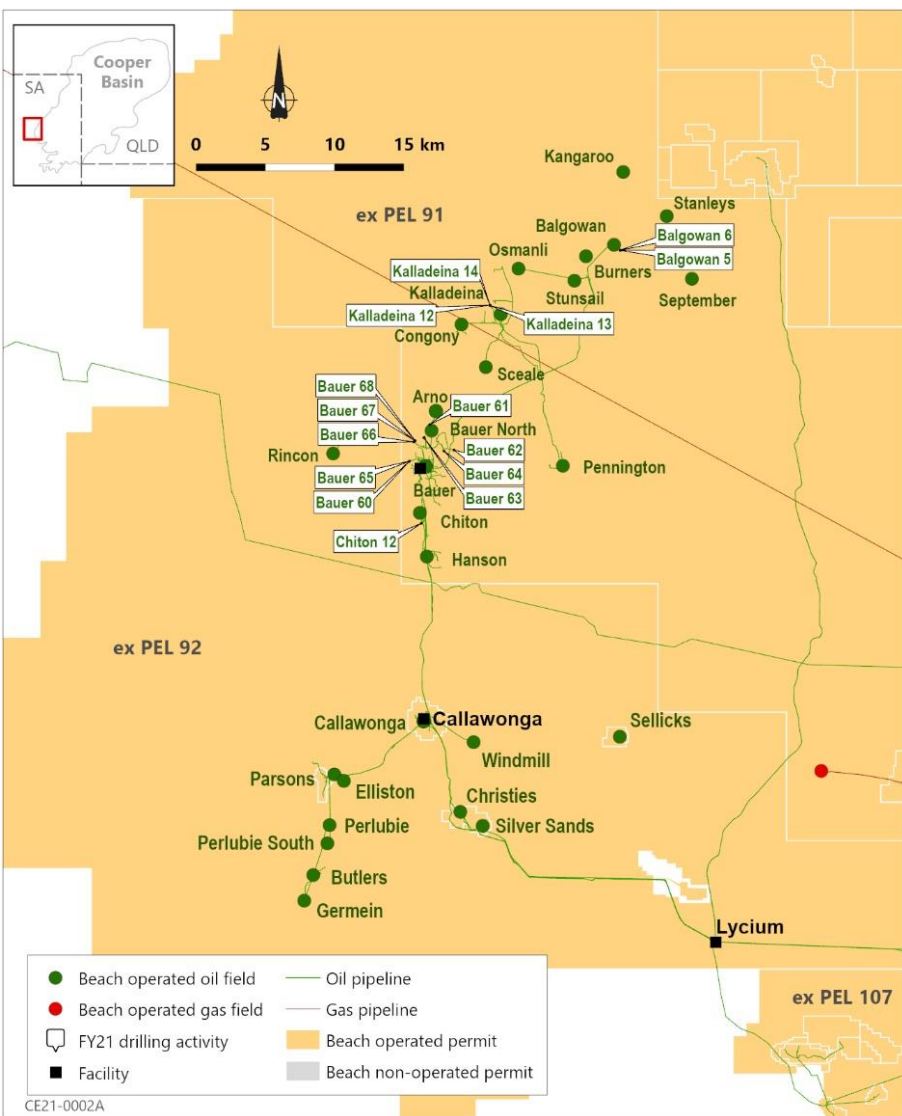 Cooper
Basin
SA
QLD
N
0 5 10 15 km
Kangaroo
ex PEL 91
Stanleys
Balgowan
Balgowan 6
Balgowan 5
Osmanli
Burners
Kalladeina 14
Kalladeina
Stunsail
September
Kalladeina 12
Kalladeina 13
Congony
Sceale
Bauer 68
Arno
Bauer 61
Bauer 67
Bauer North
Bauer 66
Rincon
Bauer 62
Pennington
Bauer 65
Bauer 64
Bauer
Bauer 60
Bauer 63
Chiton
Chiton 12
Hanson
ex PEL 92
Callawonga
Callawonga
Sellicks
Windmill
Parsons
Elliston
Christies
Perlubie
Silver Sands
Perlubie South
Butlers
Germein
Lycium
ex PEL 107
Beach operated oil field
Oil pipeline
Beach operated gas field
Gas pipeline
FY21 drilling activity
Beach operated permit
Facility
Beach non-operated permit
CE21-0002A